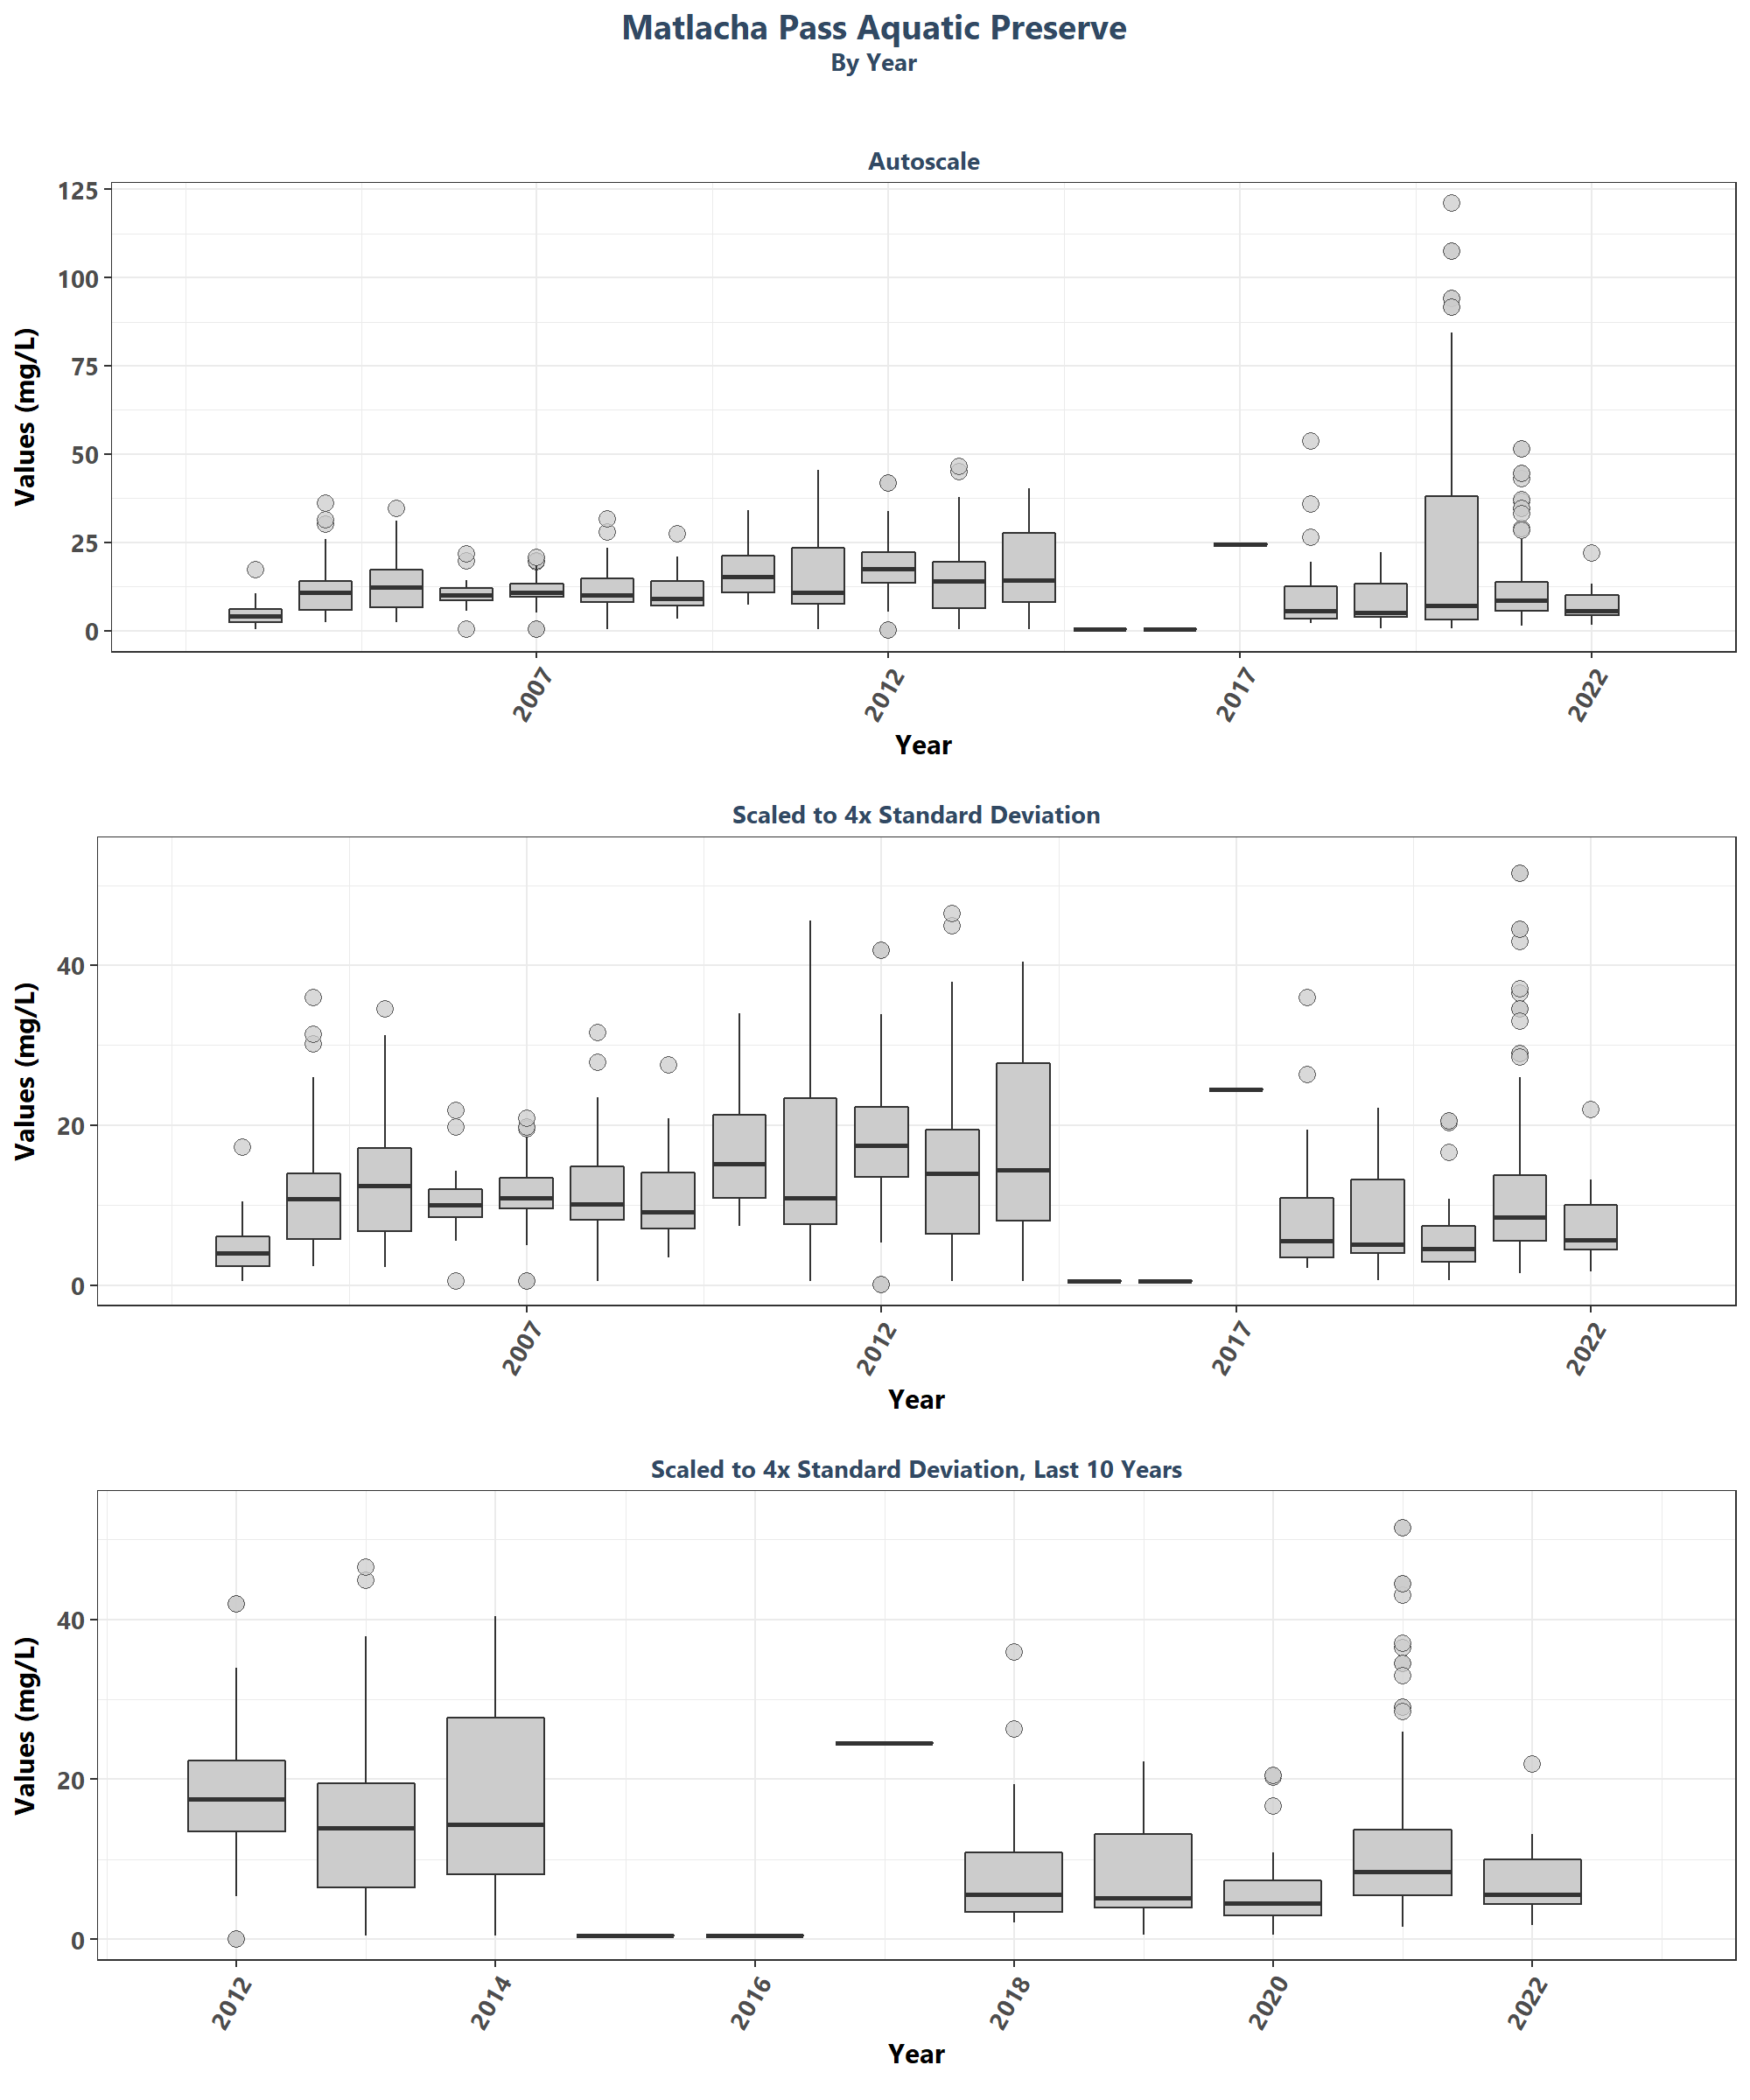 Matlacha Pass Aquatic Preserve
By Year
Autoscale
Values (mg/L)
125
100
75
50
25
0
2007
2012
2017
2022
Year
Scaled to 4x Standard Deviation
Values (mg/L)
40
20
0
2007
2012
2017
2022
Year
Scaled to 4x Standard Deviation, Last 10 Years
Values (mg/L)
40
20
0
2012
2014
2016
2018
2020
2022
Year